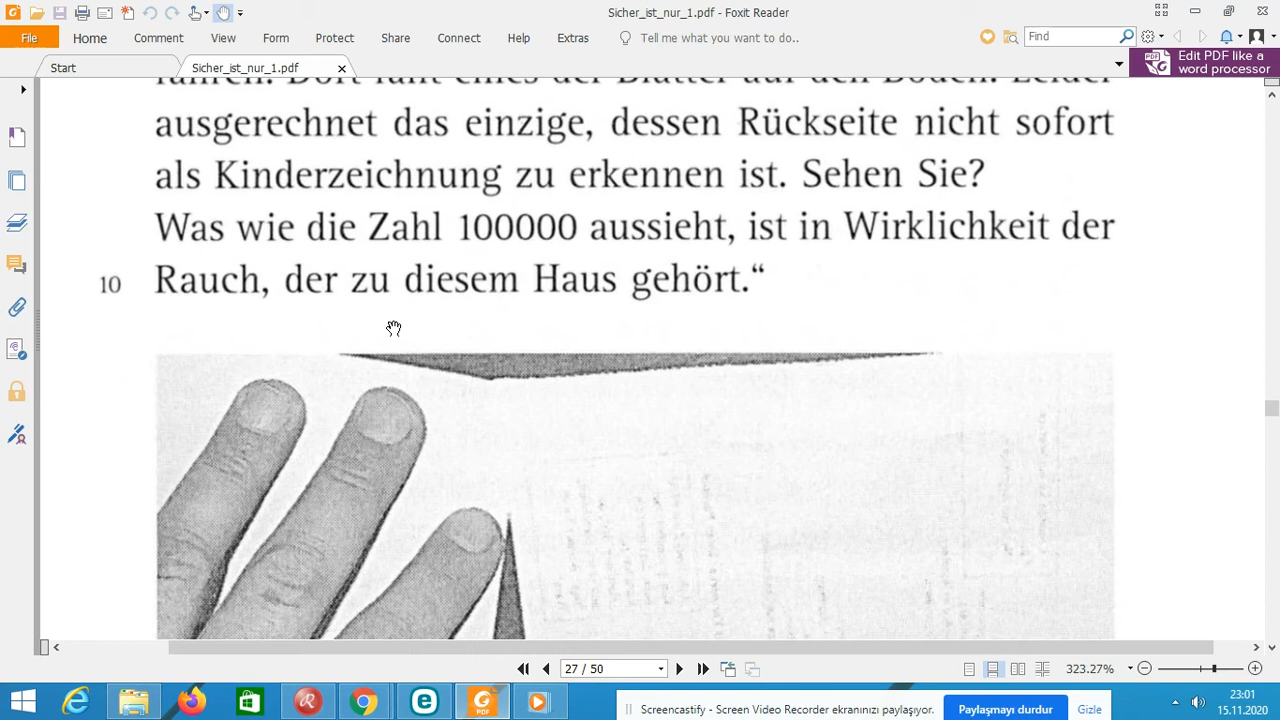 Sicher_ist_nur_1.pdf - Foxit Reader
File Home Comment View Form Protect Share Connect Help Extras Tell me what you want to do.. Find
Start Sicher_ist_nur_1.pdf Edit PDF like a
word processor
ausgerechnet das einzige, dessen Rückseite nicht sofort
als Kinderzeichnung zu erkennen ist. Sehen Sie?
Was wie die Zahl 100000 aussieht, ist in Wirklichkeit der
10 Rauch, der zu diesem Haus gehört.“
27 / 50 323.27%
Screencastify - Screen Video Recorder ekranınızı paylaşıyor. Paylaşmayı durdur Gizle
23:01
15.11.2020